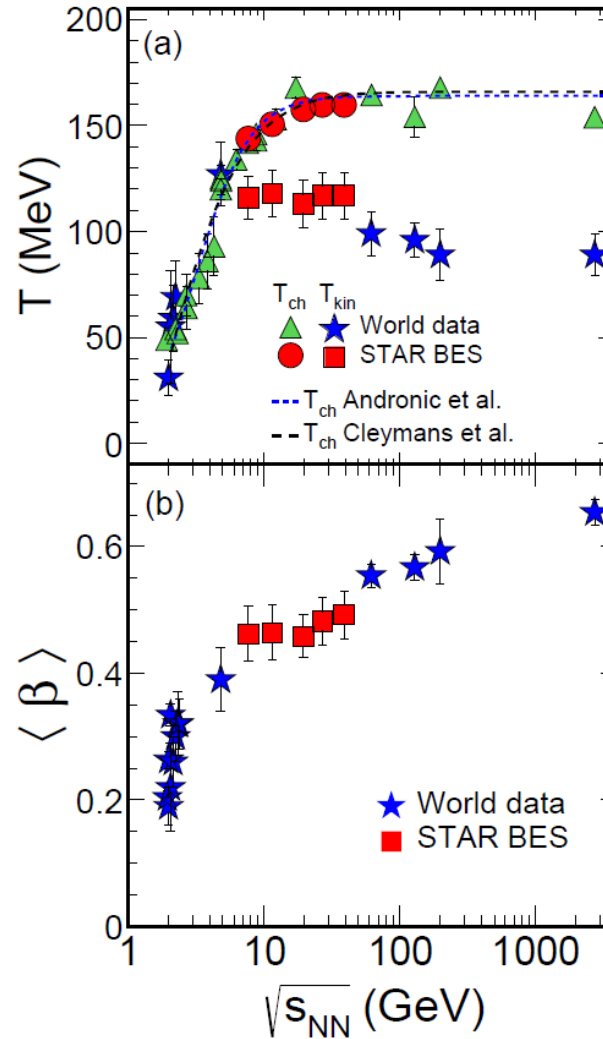 200
(a)
150
T (MeV)
100
T_ch T_kin
World data
50
STAR BES
T_ch Andronic et al.
0
T_ch Cleymans et al.
(b)
0.6
⟨ β ⟩
0.4
0.2
World data
STAR BES
0
1 10 100 1000
√s_NN (GeV)